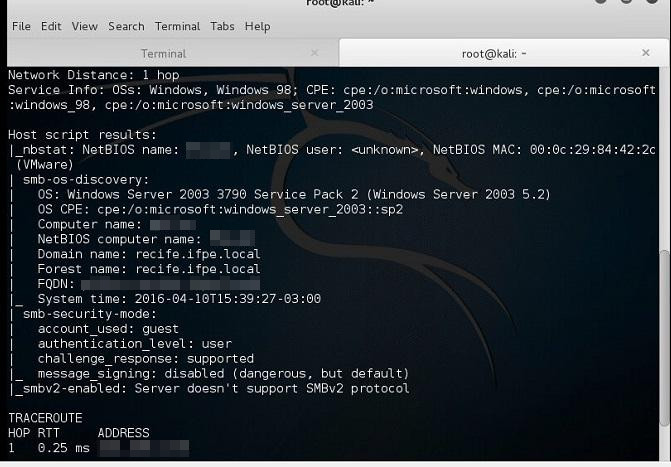 root@kali: ~
File Edit View Search Terminal Tabs Help
Terminal × root@kali: ~ ×
Network Distance: 1 hop
Service Info: OSs: Windows, Windows 98; CPE: cpe:/o:microsoft:windows, cpe:/o:microsoft
:windows_98, cpe:/o:microsoft:windows_server_2003
Host script results:
|_nbstat: NetBIOS name: , NetBIOS user: <unknown>, NetBIOS MAC: 00:0c:29:84:42:2c
(VMware)
| smb-os-discovery:
| OS: Windows Server 2003 3790 Service Pack 2 (Windows Server 2003 5.2)
| OS CPE: cpe:/o:microsoft:windows_server_2003::sp2
| Computer name:
| NetBIOS computer name:
| Domain name: recife.ifpe.local
| Forest name: recife.ifpe.local
| FQDN:
|_ System time: 2016-04-10T15:39:27-03:00
| smb-security-mode:
| account_used: guest
| authentication_level: user
| challenge_response: supported
|_ message_signing: disabled (dangerous, but default)
|_smbv2-enabled: Server doesn't support SMBv2 protocol
TRACEROUTE
HOP RTT ADDRESS
1 0.25 ms